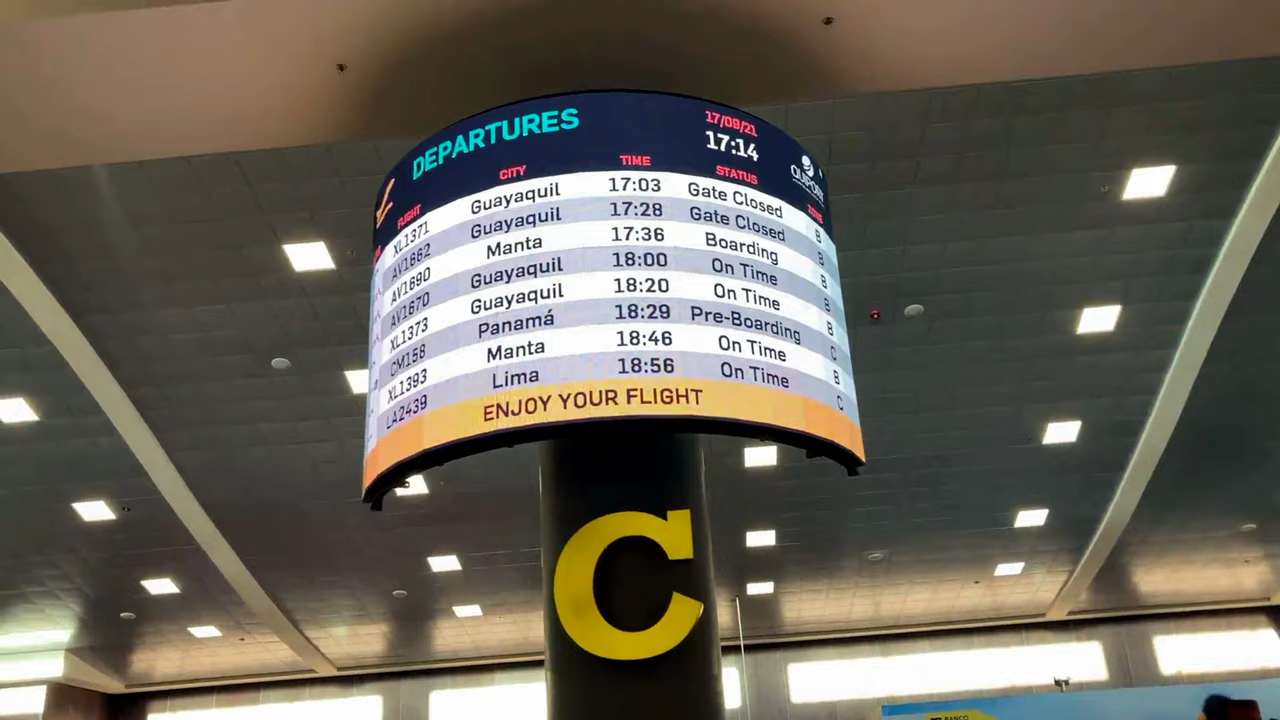 DEPARTURES 17/09/21
17:14
QUIPORT
FLIGHT CITY TIME STATUS ZONE
XL1371 Guayaquil 17:03 Gate Closed B
AV1662 Guayaquil 17:28 Gate Closed B
AV1690 Manta 17:36 Boarding B
AV1670 Guayaquil 18:00 On Time B
XL1373 Guayaquil 18:20 On Time B
CM158 Panamá 18:29 Pre-Boarding C
XL1393 Manta 18:46 On Time B
LA2439 Lima 18:56 On Time C
ENJOY YOUR FLIGHT
C
BANCO